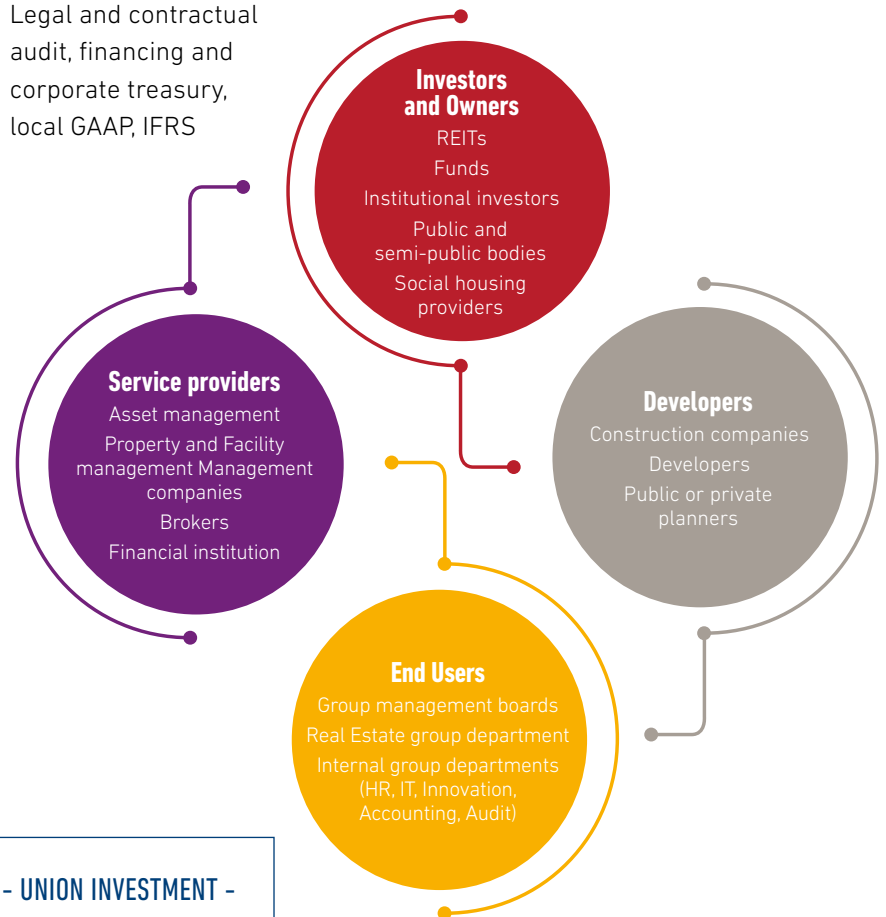 Legal and contractual
audit, financing and
corporate treasury,
local GAAP, IFRS
Investors
and Owners
REITs
Funds
Institutional investors
Public and
semi-public bodies
Social housing
providers
Service providers
Asset management
Property and Facility
management Management
companies
Brokers
Financial institution
Developers
Construction companies
Developers
Public or private
planners
End Users
Group management boards
Real Estate group department
Internal group departments
(HR, IT, Innovation,
Accounting, Audit)
- UNION INVESTMENT -